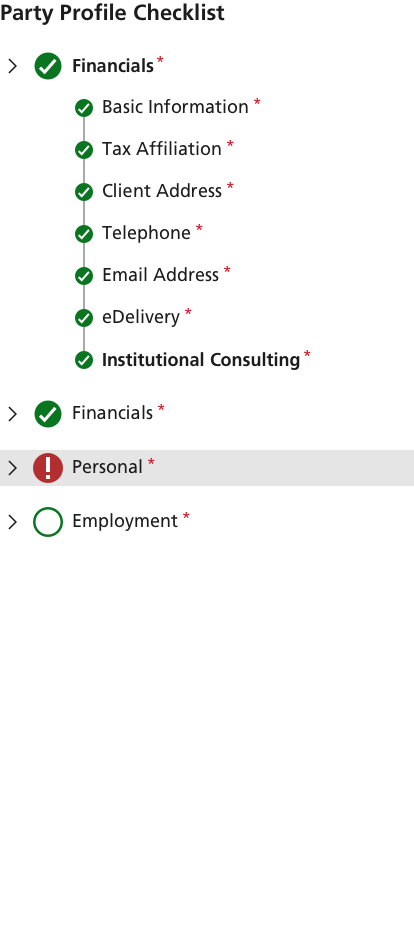 Party Profile Checklist
Financials *
Basic Information *
Tax Affiliation *
Client Address *
Telephone *
Email Address *
eDelivery *
Institutional Consulting *
Financials *
Personal *
Employment *